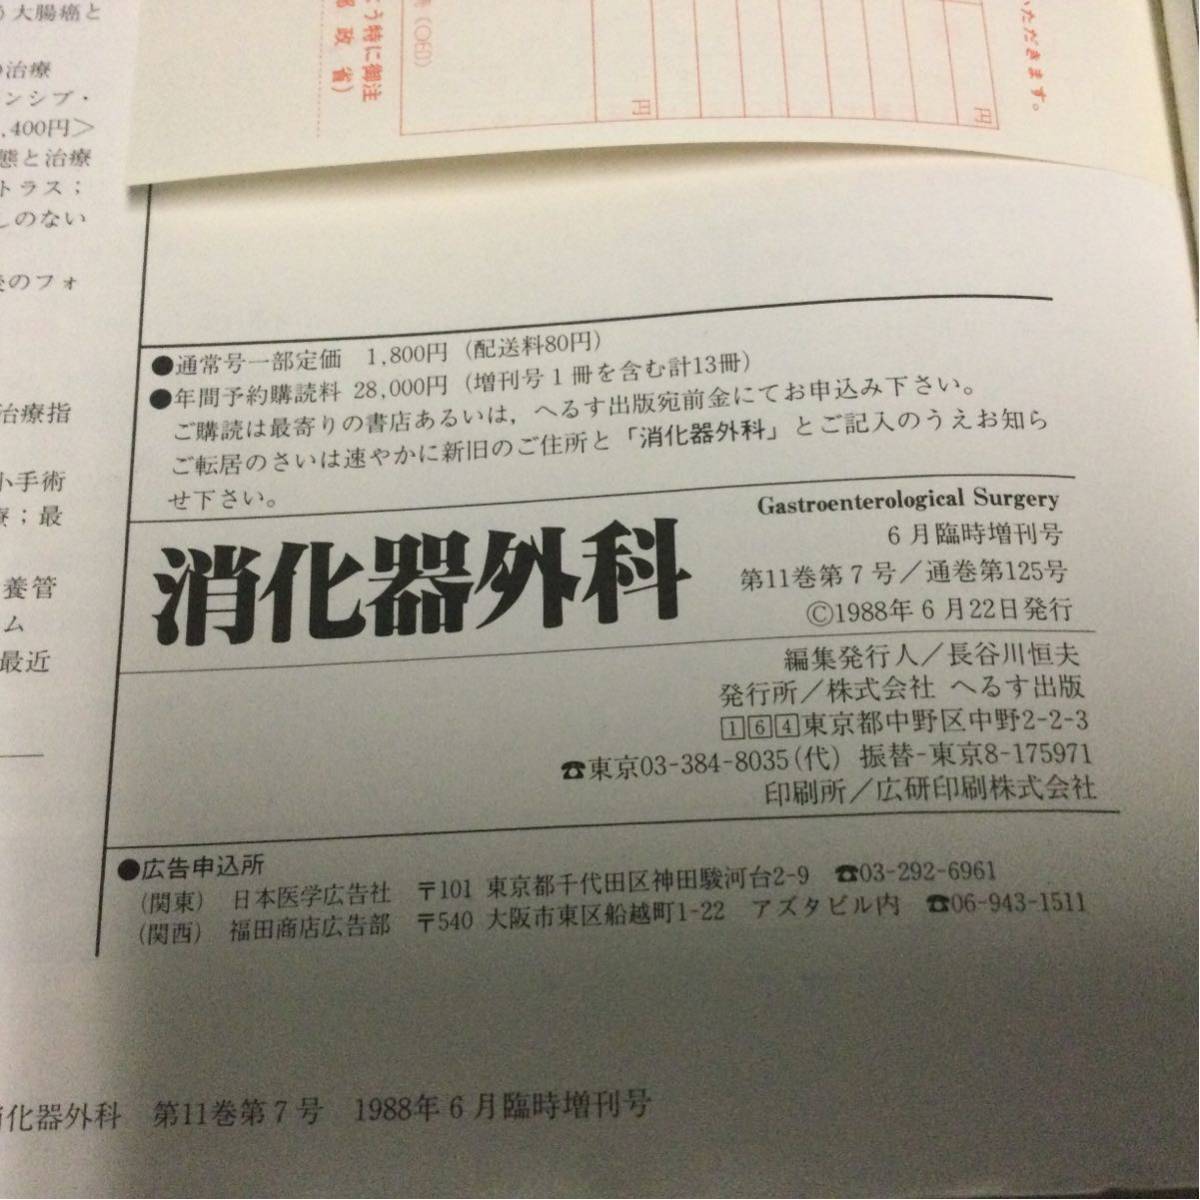 大腸癌と
治療
ンシブ・
,400円＞
態と治療
トラス；
しのない
のフォ
治療指
小手術
療；最
養管
ム
最近
う特に御注
政省）
いただきます。
円
円
●通常号一部定価 1,800円（配送料80円）
●年間予約購読料 28,000円（増刊号1冊を含む計13冊）
ご購読は最寄りの書店あるいは，へるす出版宛前金にてお申込み下さい。
ご転居のさいは速やかに新旧のご住所と「消化器外科」とご記入のうえお知ら
せ下さい。
消化器外科
Gastroenterological Surgery
6月臨時増刊号
第11巻第7号／通巻第125号
©1988年6月22日発行
編集発行人／長谷川恒夫
発行所／株式会社 へるす出版
164東京都中野区中野2-2-3
☎東京03-384-8035(代) 振替-東京8-175971
印刷所／広研印刷株式会社
●広告申込所
（関東） 日本医学広告社 〒101 東京都千代田区神田駿河台2-9 ☎03-292-6961
（関西） 福田商店広告部 〒540 大阪市東区船越町1-22 アズタビル内 ☎06-943-1511
消化器外科 第11巻第7号 1988年6月臨時増刊号